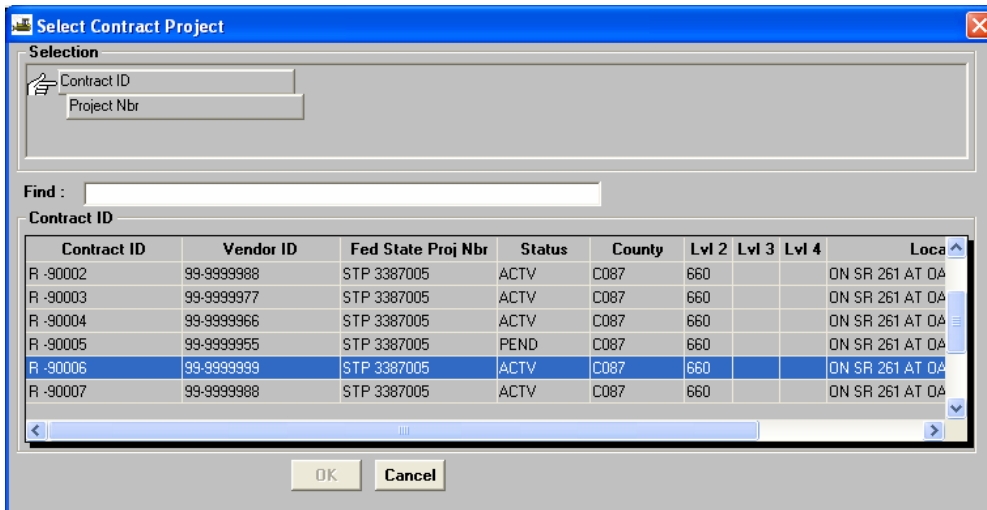 Select Contract Project
Selection
Contract ID
Project Nbr
Find :
Contract ID
Contract ID Vendor ID Fed State Proj Nbr Status County Lvl 2 Lvl 3 Lvl 4 Loca
R -90002 99-9999988 STP 3387005 ACTV C087 660 ON SR 261 AT OA
R -90003 99-9999977 STP 3387005 ACTV C087 660 ON SR 261 AT OA
R -90004 99-9999966 STP 3387005 ACTV C087 660 ON SR 261 AT OA
R -90005 99-9999955 STP 3387005 PEND C087 660 ON SR 261 AT OA
R -90006 99-9999999 STP 3387005 ACTV C087 660 ON SR 261 AT OA
R -90007 99-9999988 STP 3387005 ACTV C087 660 ON SR 261 AT OA
OK Cancel